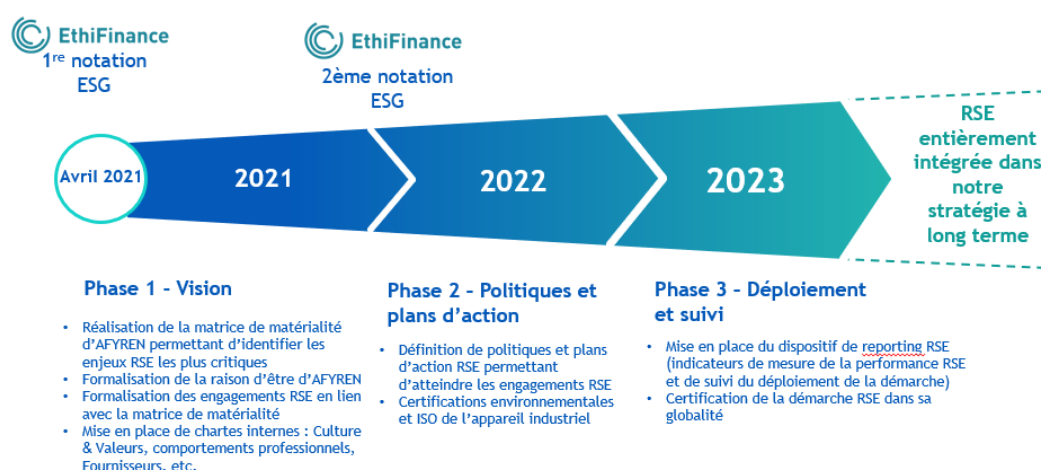 EthiFinance
1re notation
ESG
EthiFinance
2ème notation
ESG
Avril 2021
2021
2022
2023
RSE
entièrement
intégrée dans
notre
stratégie à
long terme
Phase 1 - Vision
• Réalisation de la matrice de matérialité
d'AFYREN permettant d'identifier les
enjeux RSE les plus critiques
• Formalisation de la raison d'être d'AFYREN
• Formalisation des engagements RSE en lien
avec la matrice de matérialité
• Mise en place de chartes internes : Culture
& Valeurs, comportements professionnels,
Fournisseurs, etc.
Phase 2 - Politiques et
plans d'action
• Définition de politiques et plans
d'action RSE permettant
d'atteindre les engagements RSE
• Certifications environnementales
et ISO de l'appareil industriel
Phase 3 - Déploiement
et suivi
• Mise en place du dispositif de reporting RSE
(indicateurs de mesure de la performance RSE
et de suivi du déploiement de la démarche)
• Certification de la démarche RSE dans sa
globalité